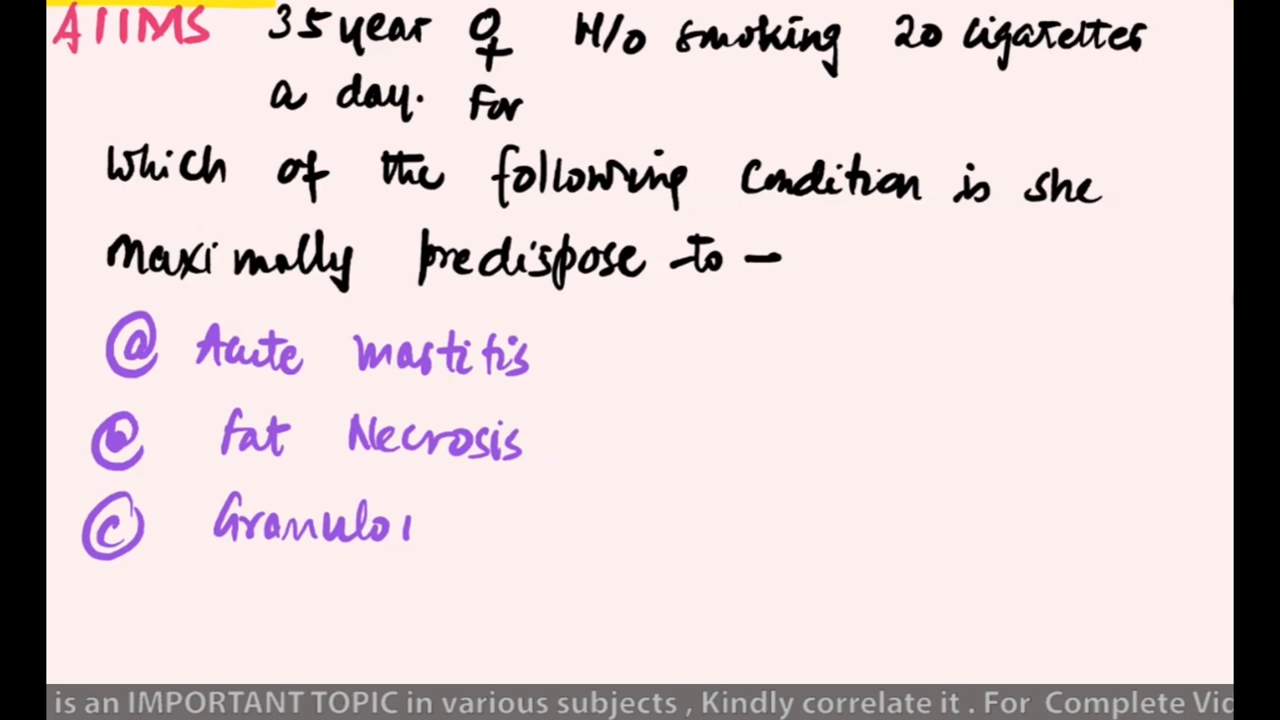 AIIMS 35 year ♀ H/o smoking 20 cigarettes
a day. For
which of the following condition is she
maximally predispose to -
(a) Acute mastitis
(b) Fat Necrosis
(c) Granulo
is an IMPORTANT TOPIC in various subjects , Kindly correlate it . For Complete Vid